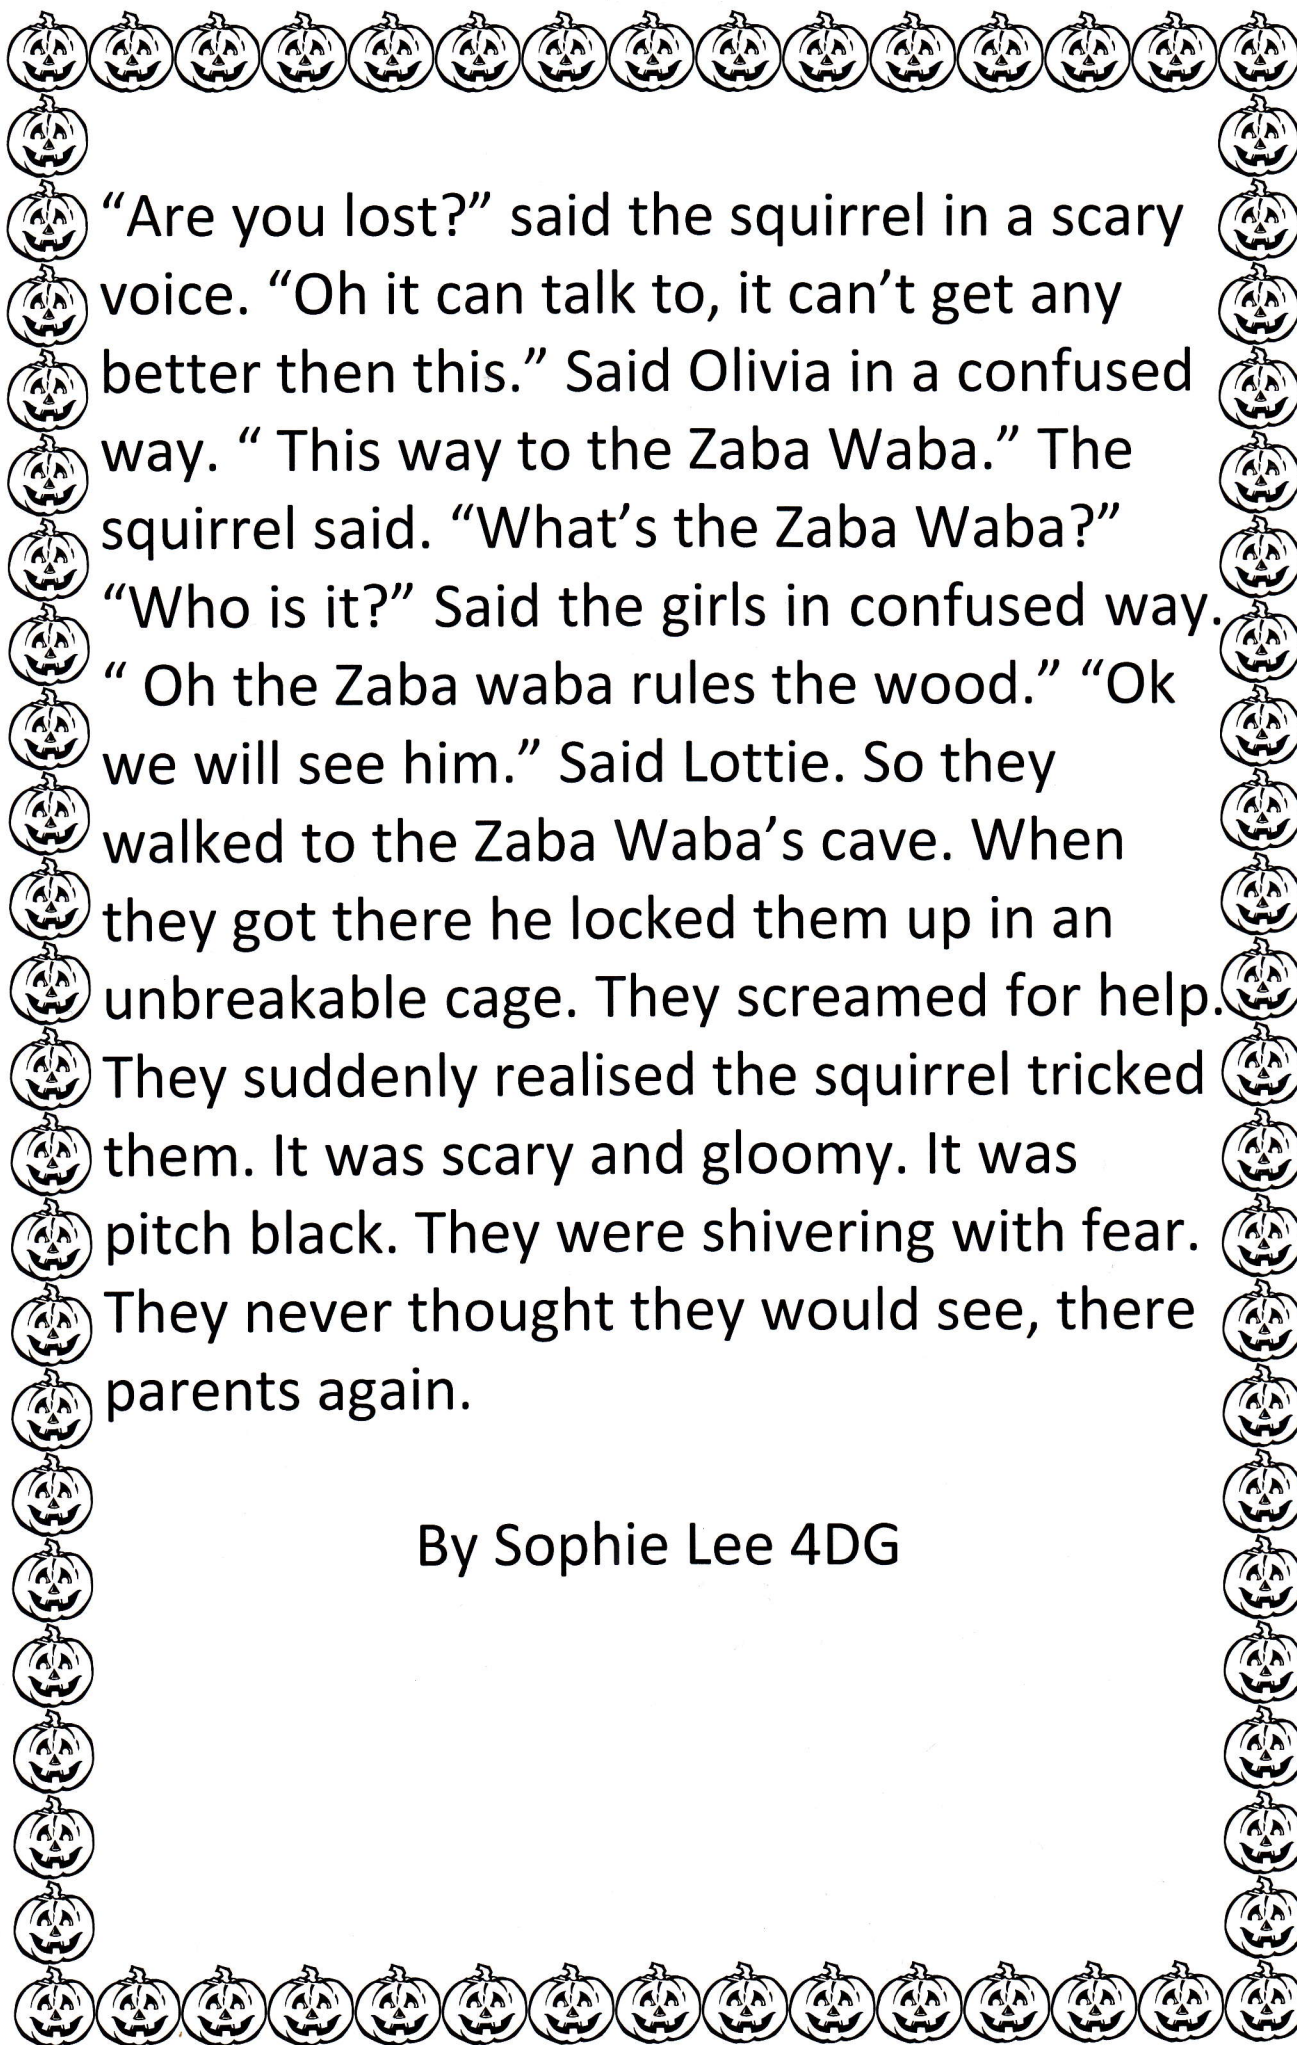 “Are you lost?” said the squirrel in a scary
voice. “Oh it can talk to, it can’t get any
better then this.” Said Olivia in a confused
way. “ This way to the Zaba Waba.” The
squirrel said. “What’s the Zaba Waba?”
“Who is it?” Said the girls in confused way.
“ Oh the Zaba waba rules the wood.” “Ok
we will see him.” Said Lottie. So they
walked to the Zaba Waba’s cave. When
they got there he locked them up in an
unbreakable cage. They screamed for help.
They suddenly realised the squirrel tricked
them. It was scary and gloomy. It was
pitch black. They were shivering with fear.
They never thought they would see, there
parents again.
By Sophie Lee 4DG